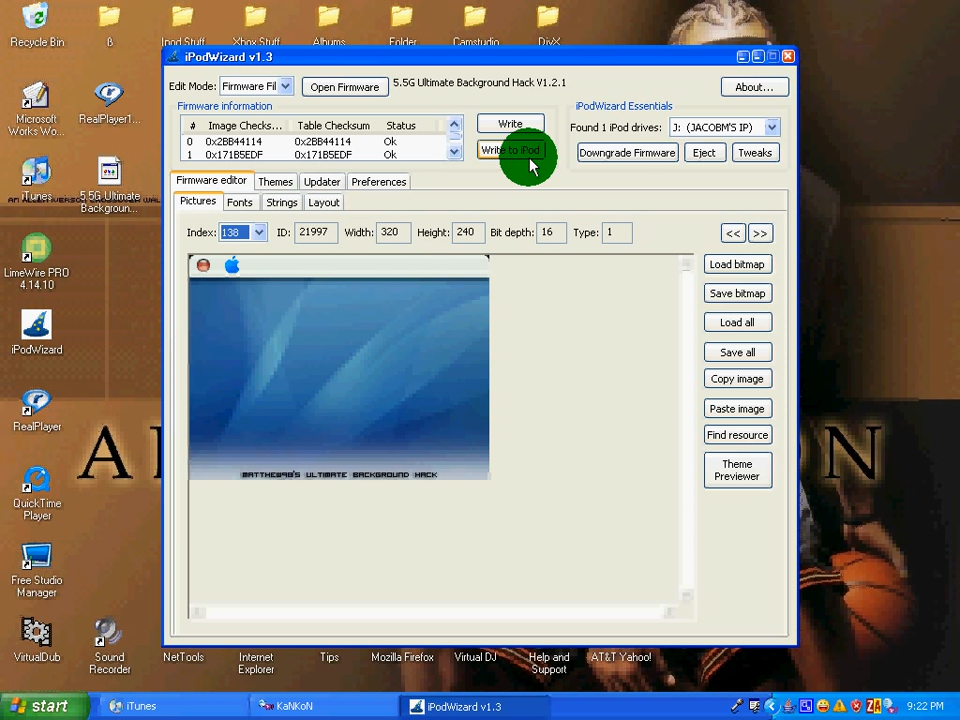 Recycle Bin
ß
Ipod Stuff
Xbox Stuff
Albums
Folder
Camstudio
DivX
iPodWizard v1.3
Edit Mode: Firmware Fil
Open Firmware
5.5G Ultimate Background Hack V1.2.1
About...
Firmware information
# Image Checks... Table Checksum Status
0 0x2BB44114 0x2BB44114 Ok
1 0x171B5EDF 0x171B5EDF Ok
Write
Write to iPod
iPodWizard Essentials
Found 1 iPod drives: J: (JACOBM'S IP)
Downgrade Firmware
Eject
Tweaks
Firmware editor
Themes
Updater
Preferences
Pictures
Fonts
Strings
Layout
Index: 138 ID: 21997 Width: 320 Height: 240 Bit depth: 16 Type: 1
<< >>
Load bitmap
Save bitmap
Load all
Save all
Copy image
Paste image
Find resource
Theme
Previewer
MATTHEW98'S ULTIMATE BACKGROUND HACK
Microsoft
Works Wo...
RealPlayer1...
iTunes
5.5G Ultimate
Backgroun...
LimeWire PRO
4.14.10
iPodWizard
RealPlayer
QuickTime
Player
Free Studio
Manager
VirtualDub
Sound
Recorder
NetTools
Internet
Explorer
Tips
Mozilla Firefox
Virtual DJ
Help and
Support
AT&T Yahoo!
start
iTunes
KaNKoN
iPodWizard v1.3
9:22 PM